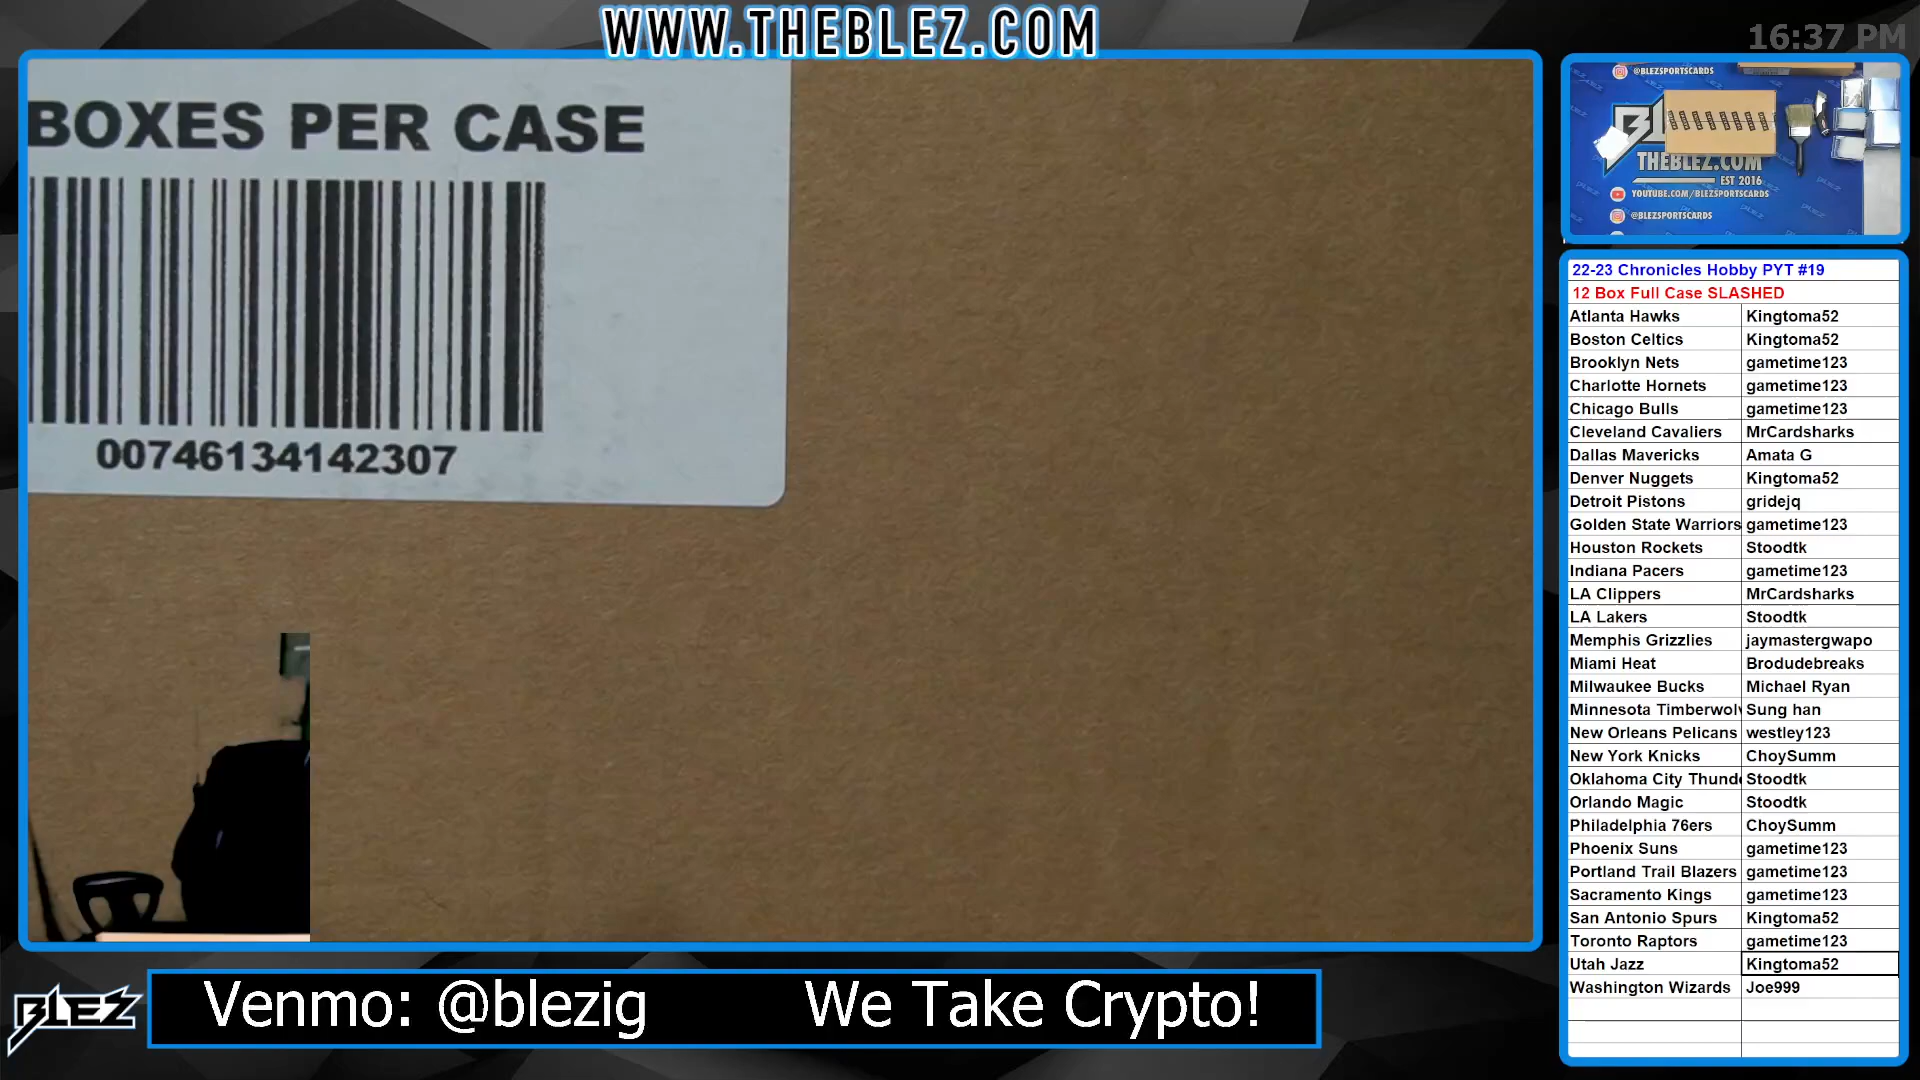 WWW.THEBLEZ.COM
16:37 PM
BOXES PER CASE
00746134142307
@BLEZSPORTSCARDS
THEBLEZ.COM
EST 2016
YOUTUBE.COM/BLEZSPORTSCARDS
@BLEZSPORTSCARDS
22-23 Chronicles Hobby PYT #19
12 Box Full Case SLASHED
Atlanta Hawks Kingtoma52
Boston Celtics Kingtoma52
Brooklyn Nets gametime123
Charlotte Hornets gametime123
Chicago Bulls gametime123
Cleveland Cavaliers MrCardsharks
Dallas Mavericks Amata G
Denver Nuggets Kingtoma52
Detroit Pistons gridejq
Golden State Warriors gametime123
Houston Rockets Stoodtk
Indiana Pacers gametime123
LA Clippers MrCardsharks
LA Lakers Stoodtk
Memphis Grizzlies jaymastergwapo
Miami Heat Brodudebreaks
Milwaukee Bucks Michael Ryan
Minnesota Timberwolv Sung han
New Orleans Pelicans westley123
New York Knicks ChoySumm
Oklahoma City Thunde Stoodtk
Orlando Magic Stoodtk
Philadelphia 76ers ChoySumm
Phoenix Suns gametime123
Portland Trail Blazers gametime123
Sacramento Kings gametime123
San Antonio Spurs Kingtoma52
Toronto Raptors gametime123
Utah Jazz Kingtoma52
Washington Wizards Joe999
BLEZ
Venmo: @blezig We Take Crypto!